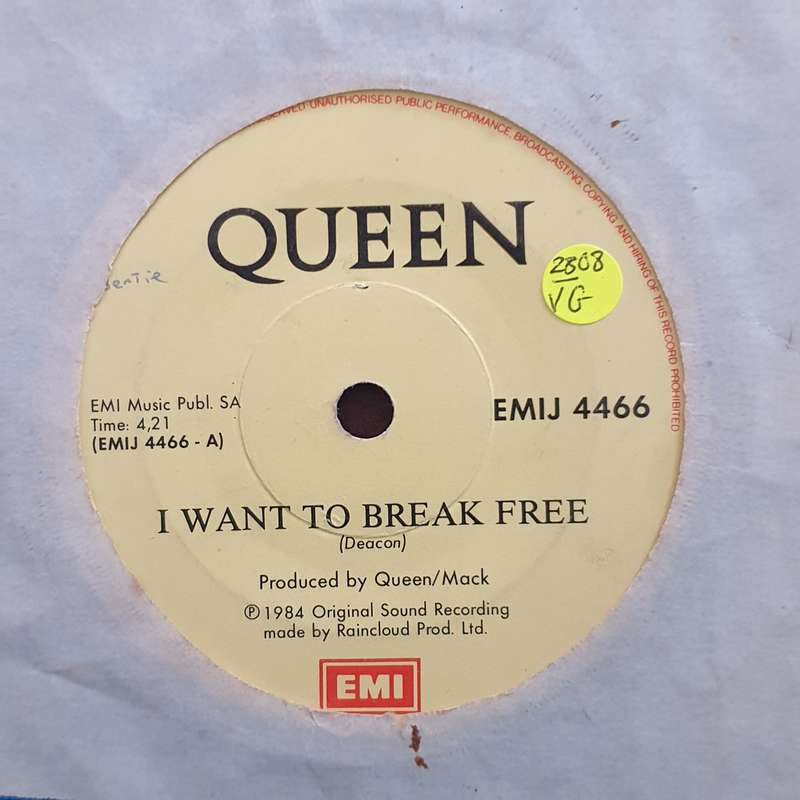 UNAUTHORISED PUBLIC PERFORMANCE, BROADCASTING, COPYING AND HIRING OF THIS RECORD PROHIBITED
QUEEN
2808
VG
EMI Music Publ. SA
Time: 4,21
(EMIJ 4466 - A)
EMIJ 4466
I WANT TO BREAK FREE
(Deacon)
Produced by Queen/Mack
℗ 1984 Original Sound Recording
made by Raincloud Prod. Ltd.
EMI